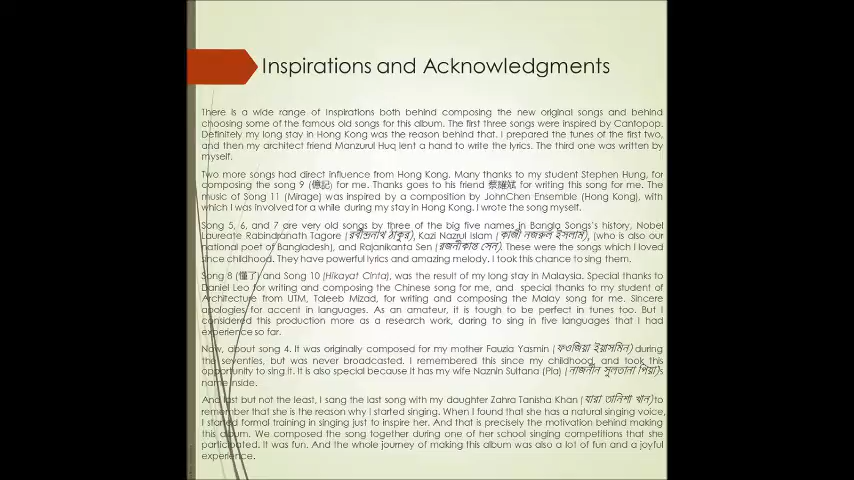 Inspirations and Acknowledgments
There is a wide range of Inspirations both behind composing the new original songs and behind
choosing some of the famous old songs for this album. The first three songs were inspired by Cantopop.
Definitely my long stay in Hong Kong was the reason behind that. I prepared the tunes of the first two,
and then my architect friend Manzurul Huq lent a hand to write the lyrics. The third one was written by
myself.
Two more songs had direct influence from Hong Kong. Many thanks to my student Stephen Hung, for
composing the song 9 (憶記) for me. Thanks goes to his friend 蔡耀斌 for writing this song for me. The
music of Song 11 (Mirage) was inspired by a composition by JohnChen Ensemble (Hong Kong), with
which I was involved for a while during my stay in Hong Kong. I wrote the song myself.
Song 5, 6, and 7 are very old songs by three of the big five names in Bangla Songs's history, Nobel
Laureate Rabindranath Tagore (রবীন্দ্রনাথ ঠাকুর), Kazi Nazrul Islam (কাজী নজরুল ইসলাম), (who is also our
national poet of Bangladesh), and Rajanikanta Sen (রজনীকান্ত সেন). These were the songs which I loved
since childhood. They have powerful lyrics and amazing melody. I took this chance to sing them.
Song 8 (懂了) and Song 10 (Hikayat Cinta), was the result of my long stay in Malaysia. Special thanks to
Daniel Leo for writing and composing the Chinese song for me, and special thanks to my student of
Architecture from UTM, Taleeb Mizad, for writing and composing the Malay song for me. Sincere
apologies for accent in languages. As an amateur, it is tough to be perfect in tunes too. But I
considered this production more as a research work, daring to sing in five languages that I had
experience so far.
Now, about song 4. It was originally composed for my mother Fauzia Yasmin (ফওজিয়া ইয়াসমিন) during
the seventies, but was never broadcasted. I remembered this since my childhood, and took this
opportunity to sing it. It is also special because it has my wife Naznin Sultana (Pia) (নাজনীন সুলতানা পিয়া)s
name inside.
And last but not the least, I sang the last song with my daughter Zahra Tanisha Khan (যারা তানিশা খান) to
remember that she is the reason why I started singing. When I found that she has a natural singing voice,
I started formal training in singing just to inspire her. And that is precisely the motivation behind making
this album. We composed the song together during one of her school singing competitions that she
participated. It was fun. And the whole journey of making this album was also a lot of fun and a joyful
experience.